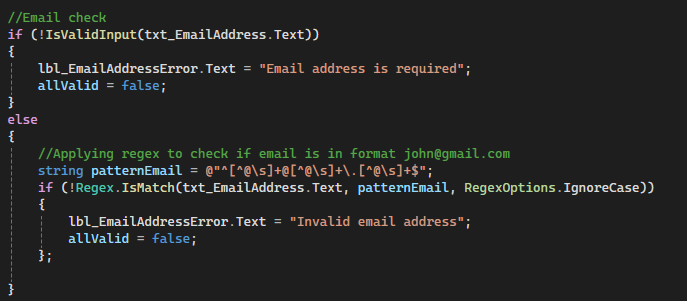 //Email check
if (!IsValidInput(txt_EmailAddress.Text))
{
lbl_EmailAddressError.Text = "Email address is required";
allValid = false;
}
else
{
//Applying regex to check if email is in format john@gmail.com
string patternEmail = @"^[^@\s]+@[^@\s]+\.[^@\s]+$";
if (!Regex.IsMatch(txt_EmailAddress.Text, patternEmail, RegexOptions.IgnoreCase))
{
lbl_EmailAddressError.Text = "Invalid email address";
allValid = false;
};
}